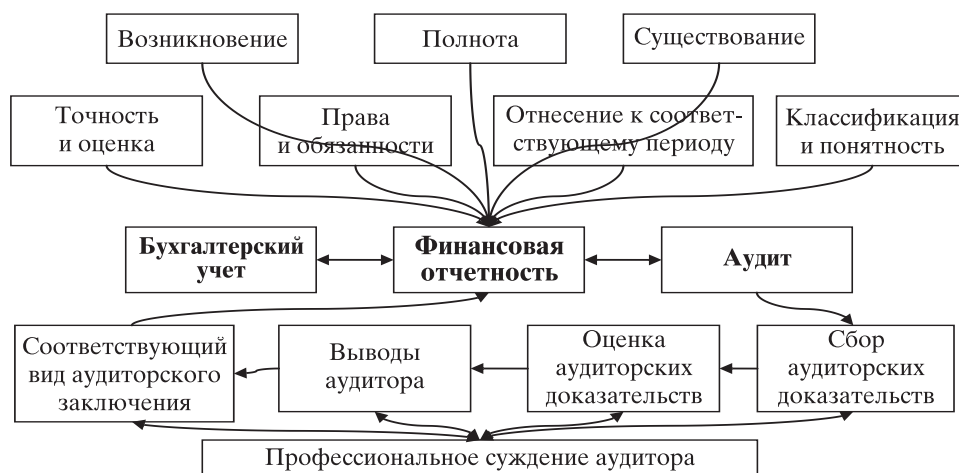 Возникновение
Полнота
Существование
Точность
и оценка
Права
и обязанности
Отнесение к соответ-
ствующему периоду
Классификация
и понятность
Бухгалтерский
учет
Финансовая
отчетность
Аудит
Соответствующий
вид аудиторского
заключения
Выводы
аудитора
Оценка
аудиторских
доказательств
Сбор
аудиторских
доказательств
Профессиональное суждение аудитора